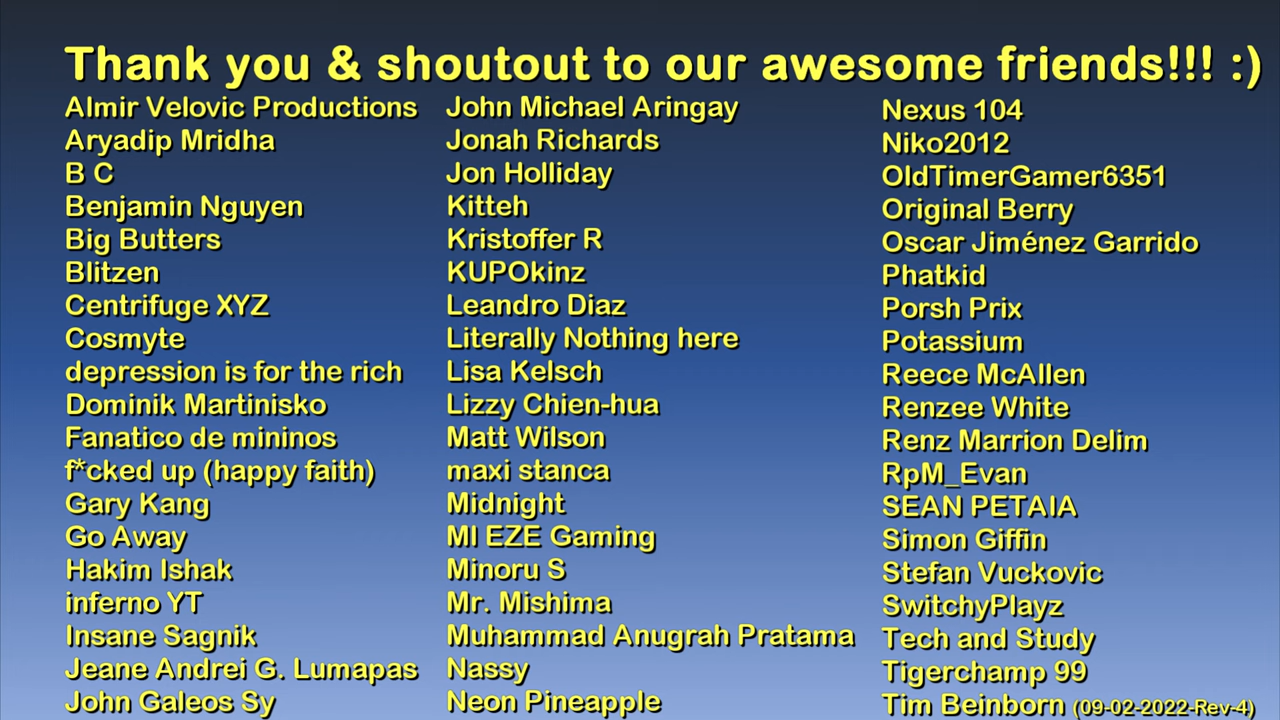 Thank you & shoutout to our awesome friends!!! :)
Almir Velovic Productions
Aryadip Mridha
B C
Benjamin Nguyen
Big Butters
Blitzen
Centrifuge XYZ
Cosmyte
depression is for the rich
Dominik Martinisko
Fanatico de mininos
f*cked up (happy faith)
Gary Kang
Go Away
Hakim Ishak
inferno YT
Insane Sagnik
Jeane Andrei G. Lumapas
John Galeos Sy
John Michael Aringay
Jonah Richards
Jon Holliday
Kitteh
Kristoffer R
KUPOkinz
Leandro Diaz
Literally Nothing here
Lisa Kelsch
Lizzy Chien-hua
Matt Wilson
maxi stanca
Midnight
MI EZE Gaming
Minoru S
Mr. Mishima
Muhammad Anugrah Pratama
Nassy
Neon Pineapple
Nexus 104
Niko2012
OldTimerGamer6351
Original Berry
Oscar Jiménez Garrido
Phatkid
Porsh Prix
Potassium
Reece McAllen
Renzee White
Renz Marrion Delim
RpM_Evan
SEAN PETAIA
Simon Giffin
Stefan Vuckovic
SwitchyPlayz
Tech and Study
Tigerchamp 99
Tim Beinborn (09-02-2022-Rev-4)